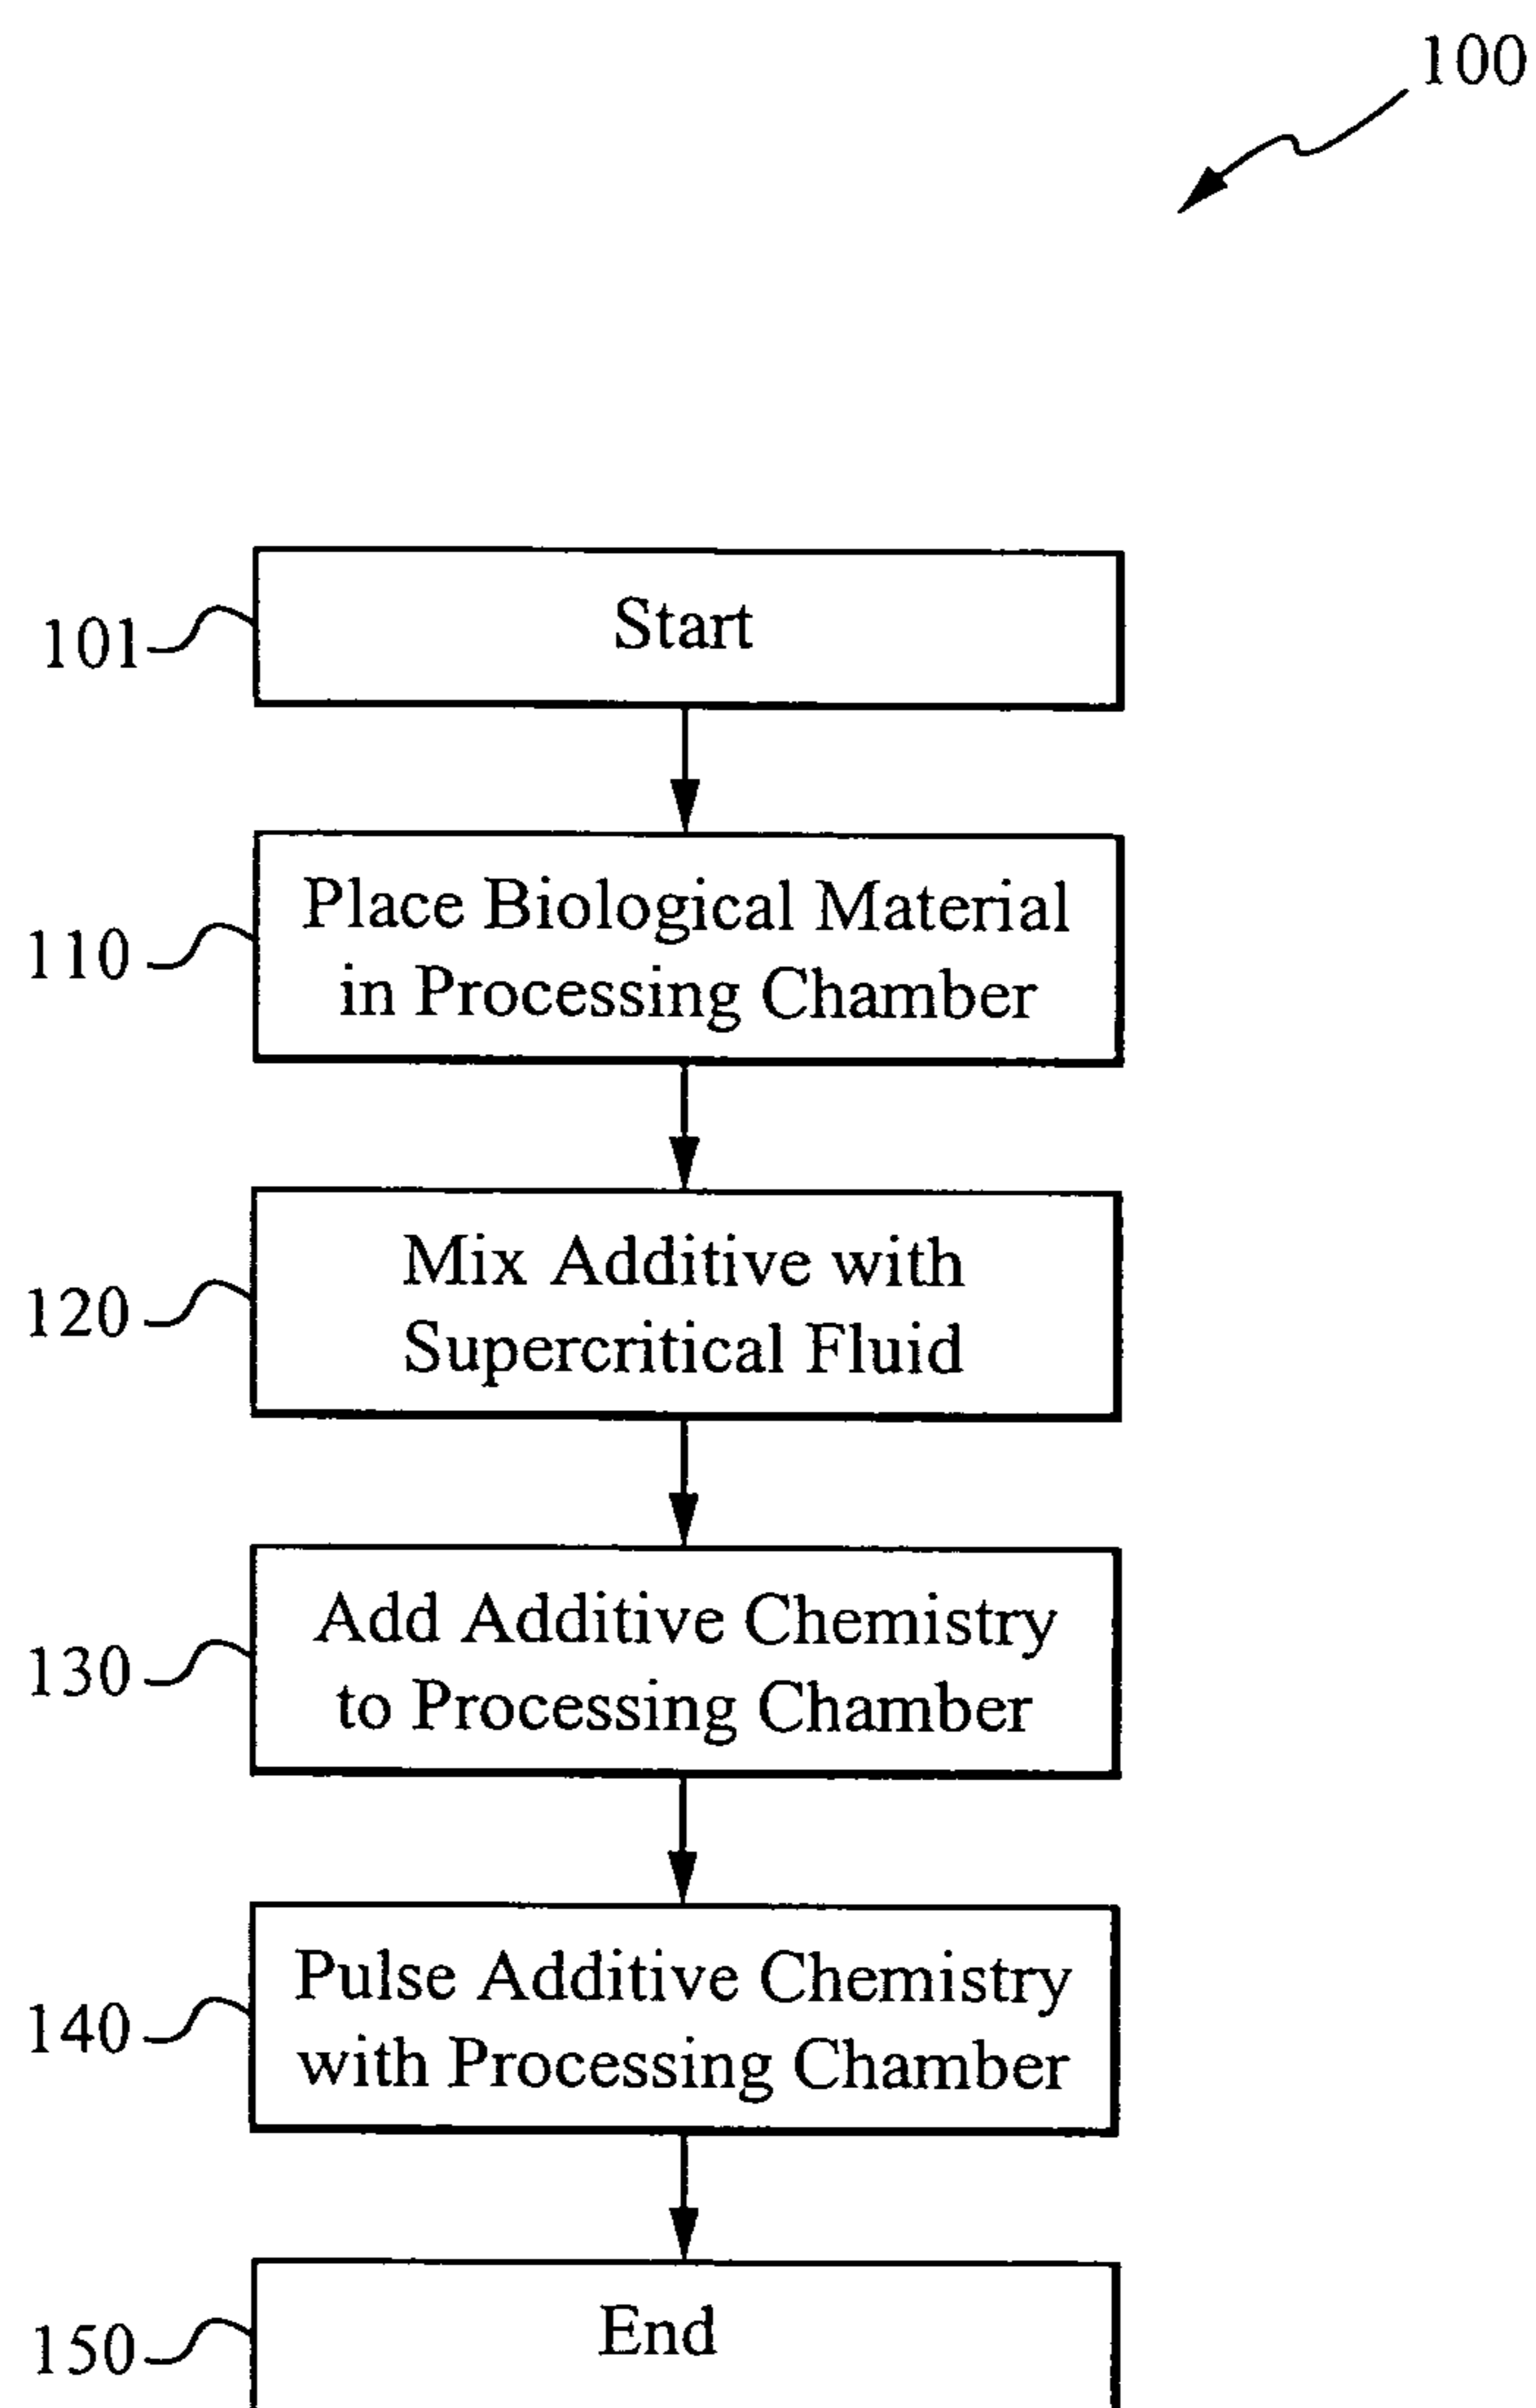 100
101
Start
110
Place Biological Material
in Processing Chamber
120
Mix Additive with
Supercritical Fluid
130
Add Additive Chemistry
to Processing Chamber
140
Pulse Additive Chemistry
with Processing Chamber
150
End